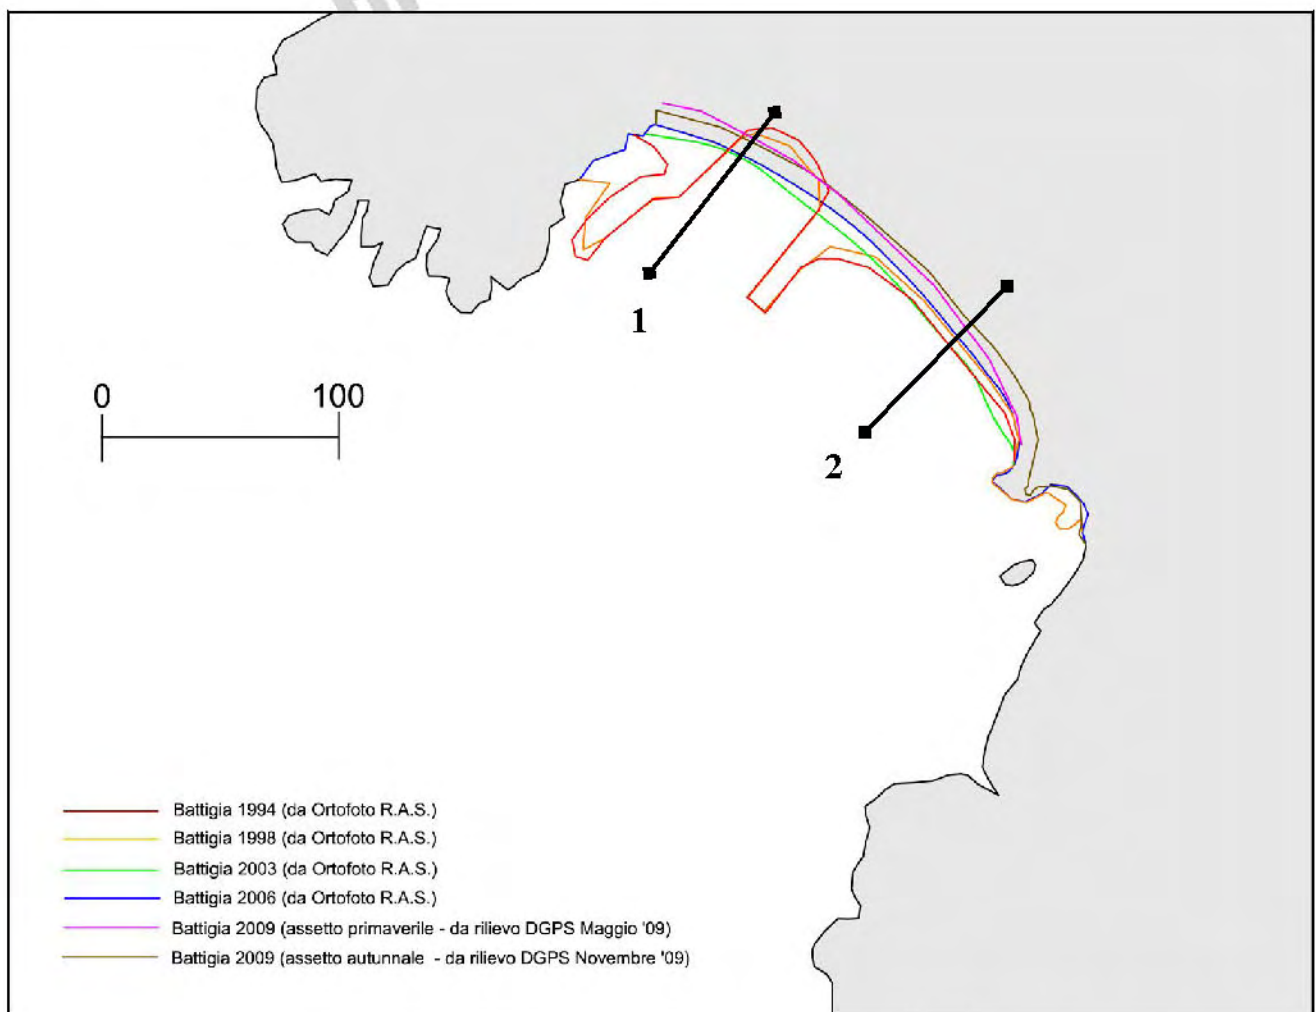 1
0 100
2
Battigia 1994 (da Ortofoto R.A.S.)
Battigia 1998 (da Ortofoto R.A.S.)
Battigia 2003 (da Ortofoto R.A.S.)
Battigia 2006 (da Ortofoto R.A.S.)
Battigia 2009 (assetto primaverile - da rilievo DGPS Maggio '09)
Battigia 2009 (assetto autunnale - da rilievo DGPS Novembre '09)